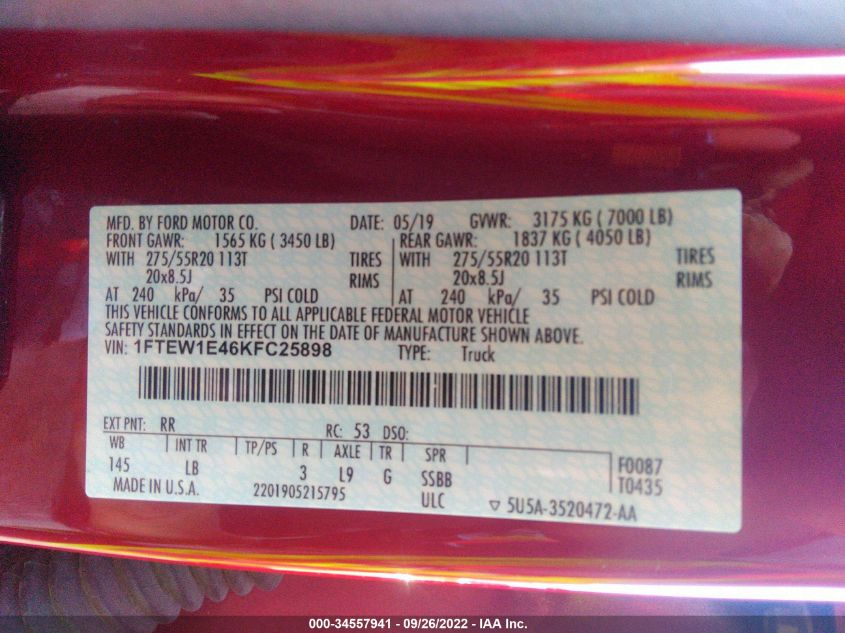 MFD. BY FORD MOTOR CO. DATE: 05/19 GVWR: 3175 KG ( 7000 LB)
FRONT GAWR: 1565 KG ( 3450 LB) REAR GAWR: 1837 KG ( 4050 LB)
WITH 275/55R20 113T TIRES WITH 275/55R20 113T TIRES
20x8.5J RIMS 20x8.5J RIMS
AT 240 kPa/ 35 PSI COLD AT 240 kPa/ 35 PSI COLD
THIS VEHICLE CONFORMS TO ALL APPLICABLE FEDERAL MOTOR VEHICLE
SAFETY STANDARDS IN EFFECT ON THE DATE OF MANUFACTURE SHOWN ABOVE.
VIN: 1FTEW1E46KFC25898 TYPE: Truck
EXT PNT: RR RC: 53 DSO:
WB INT TR TP/PS R AXLE TR SPR
145 LB 3 L9 G SSBB F0087
MADE IN U.S.A. 2201905215795 ULC T0435
▽ 5U5A-3520472-AA
000-34557941 - 09/26/2022 - IAA Inc.